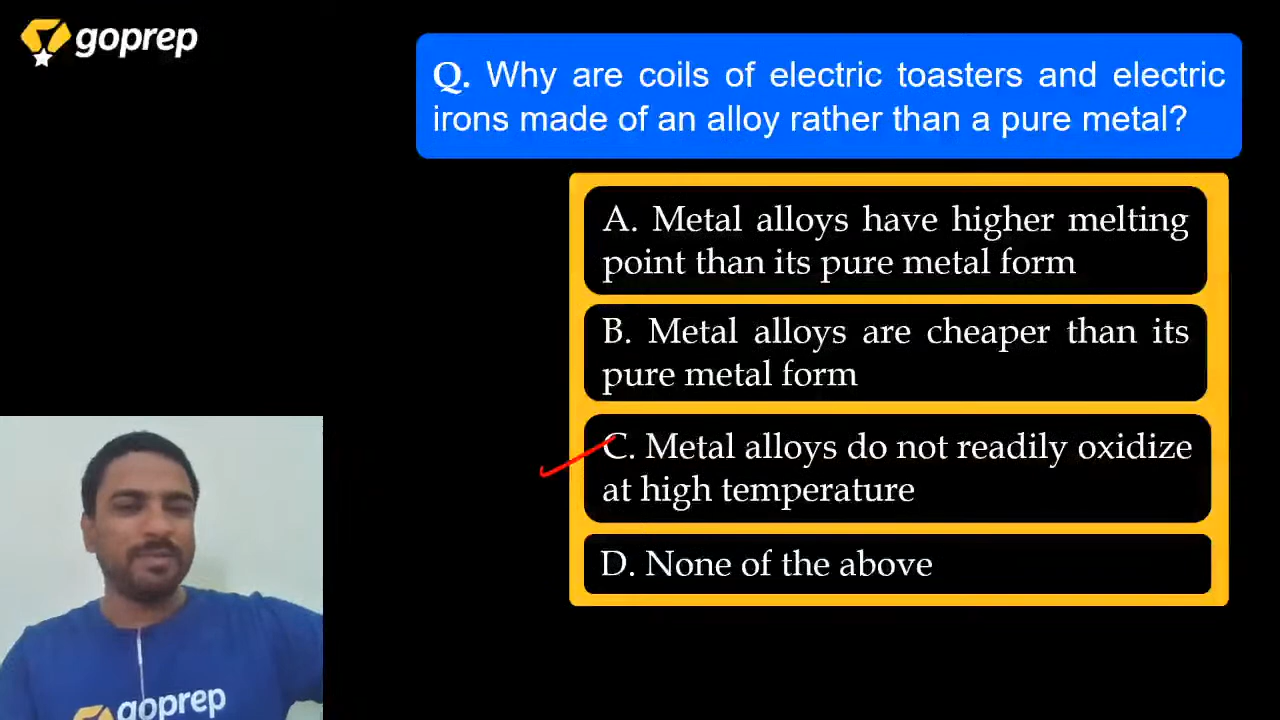 goprep
Q. Why are coils of electric toasters and electric
irons made of an alloy rather than a pure metal?
A. Metal alloys have higher melting
point than its pure metal form
B. Metal alloys are cheaper than its
pure metal form
C. Metal alloys do not readily oxidize
at high temperature
D. None of the above
goprep